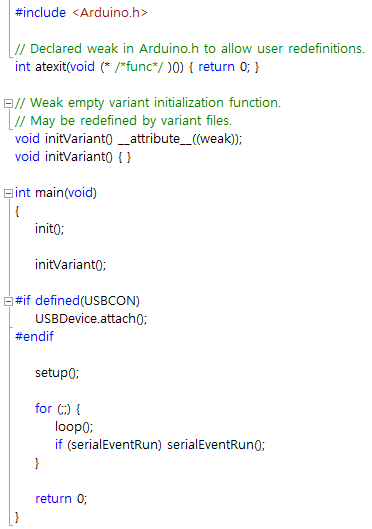 #include <Arduino.h>
// Declared weak in Arduino.h to allow user redefinitions.
int atexit(void (* /*func*/ )()) { return 0; }
// Weak empty variant initialization function.
// May be redefined by variant files.
void initVariant() __attribute__((weak));
void initVariant() { }
int main(void)
{
init();
initVariant();
#if defined(USBCON)
USBDevice.attach();
#endif
setup();
for (;;) {
loop();
if (serialEventRun) serialEventRun();
}
return 0;
}